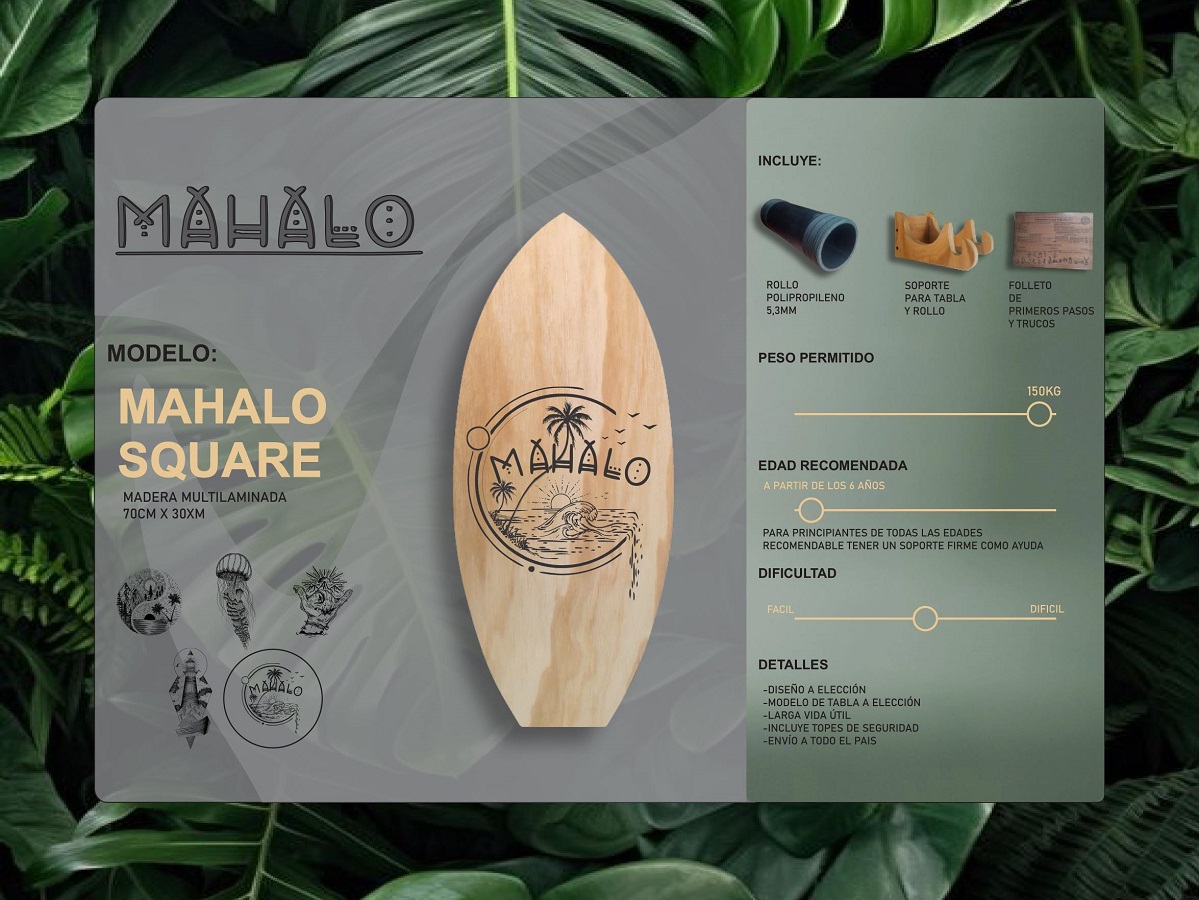 MAHALO
MODELO:
MAHALO
SQUARE
MADERA MULTILAMINADA
70CM X 30XM
MAHALO
MAHALO
INCLUYE:
ROLLO
POLIPROPILENO
5,3MM
SOPORTE
PARA TABLA
Y ROLLO
FOLLETO
DE
PRIMEROS PASOS
Y TRUCOS
PESO PERMITIDO
150KG
EDAD RECOMENDADA
A PARTIR DE LOS 6 AÑOS
PARA PRINCIPIANTES DE TODAS LAS EDADES
RECOMENDABLE TENER UN SOPORTE FIRME COMO AYUDA
DIFICULTAD
FACIL
DIFICIL
DETALLES
-DISEÑO A ELECCIÓN
-MODELO DE TABLA A ELECCIÓN
-LARGA VIDA ÚTIL
-INCLUYE TOPES DE SEGURIDAD
-ENVÍO A TODO EL PAIS